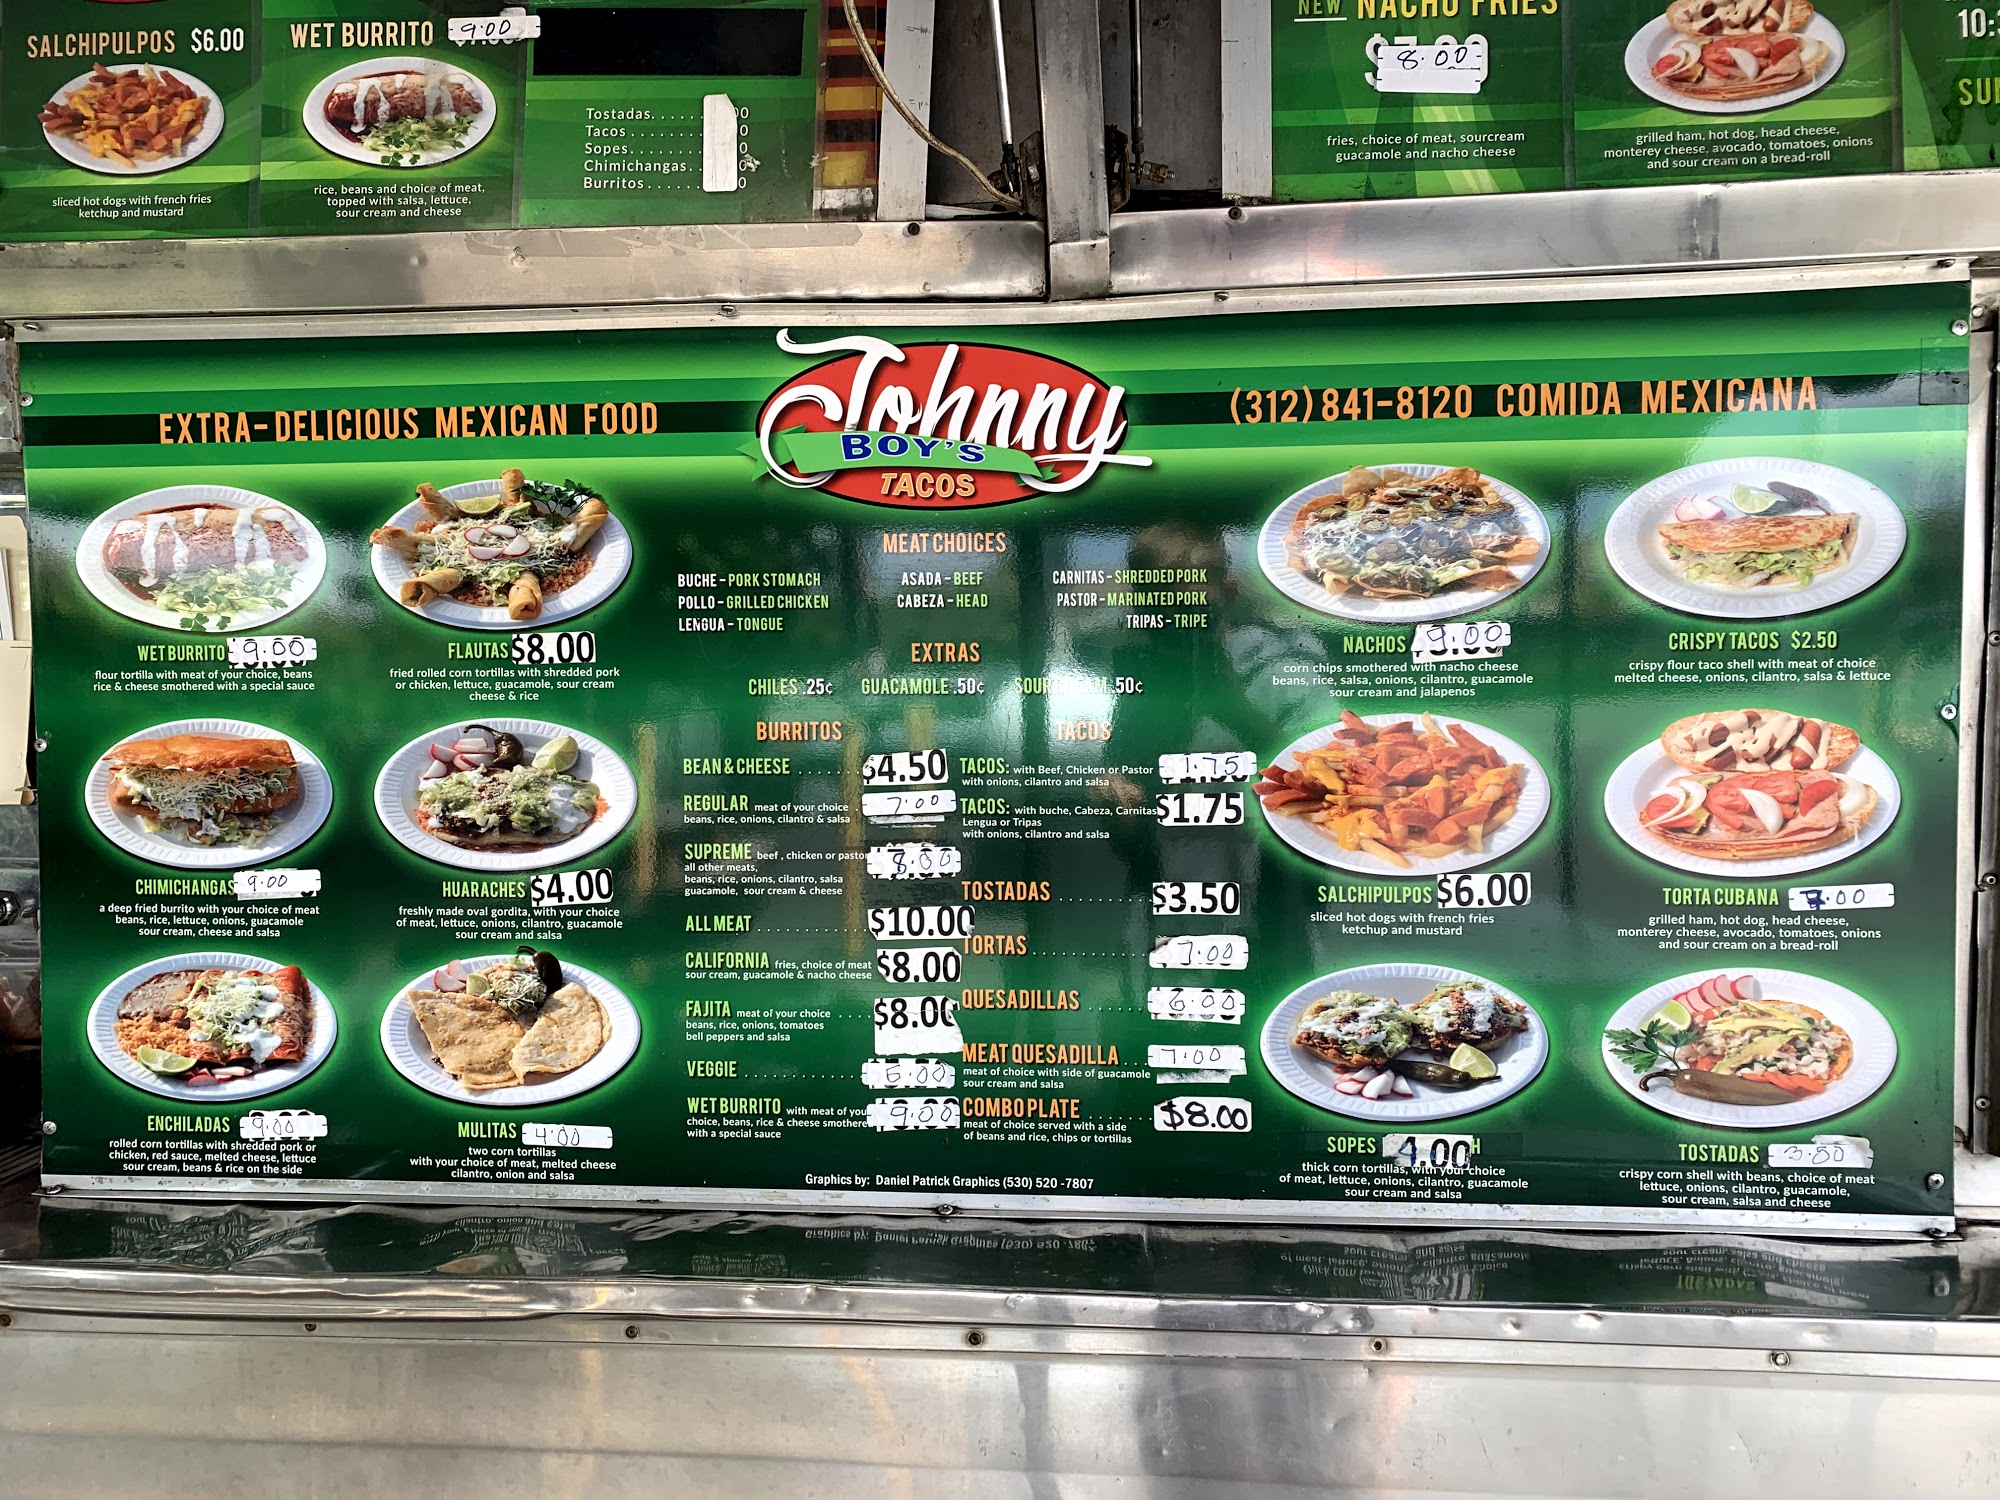 SALCHIPULPOS $6.00
sliced hot dogs with french fries
ketchup and mustard
WET BURRITO 9.00
rice, beans and choice of meat,
topped with salsa, lettuce,
sour cream and cheese
Tostadas. . . . . .
Tacos . . . . . . . .
Sopes. . . . . . . .
Chimichangas. .
Burritos . . . . . .
NEW NACHO FRIES
8.00
fries, choice of meat, sourcream
guacamole and nacho cheese
grilled ham, hot dog, head cheese,
monterey cheese, avocado, tomatoes, onions
and sour cream on a bread-roll
EXTRA-DELICIOUS MEXICAN FOOD
Johnny
BOY'S
TACOS
(312) 841-8120 COMIDA MEXICANA
WET BURRITO 9.00
flour tortilla with meat of your choice, beans
rice & cheese smothered with a special sauce
FLAUTAS $8.00
fried rolled corn tortillas with shredded pork
or chicken, lettuce, guacamole, sour cream
cheese & rice
CHIMICHANGAS 9.00
a deep fried burrito with your choice of meat
beans, rice, lettuce, onions, guacamole
sour cream, cheese and salsa
HUARACHES $4.00
freshly made oval gordita, with your choice
of meat, lettuce, onions, cilantro, guacamole
sour cream and salsa
ENCHILADAS 9.00
rolled corn tortillas with shredded pork or
chicken, red sauce, melted cheese, lettuce
sour cream, beans & rice on the side
MULITAS 4.00
two corn tortillas
with your choice of meat, melted cheese
cilantro, onion and salsa
MEAT CHOICES
BUCHE - PORK STOMACH
POLLO - GRILLED CHICKEN
LENGUA - TONGUE
ASADA - BEEF
CABEZA - HEAD
CARNITAS - SHREDDED PORK
PASTOR - MARINATED PORK
TRIPAS - TRIPE
EXTRAS
CHILES .25¢ GUACAMOLE .50¢ SOUR CREAM .50¢
BURRITOS
BEAN & CHEESE . . . . . . $4.50
REGULAR meat of your choice 7.00
beans, rice, onions, cilantro & salsa
SUPREME beef , chicken or pastor 8.00
all other meats,
beans, rice, onions, cilantro, salsa
guacamole, sour cream & cheese
ALL MEAT . . . . . . . . . . . $10.00
CALIFORNIA fries, choice of meat $8.00
sour cream, guacamole & nacho cheese
FAJITA meat of your choice . . . . $8.00
beans, rice, onions, tomatoes
bell peppers and salsa
VEGGIE . . . . . . . . . . . .
WET BURRITO with meat of you 9.00
choice, beans, rice & cheese smothere
with a special sauce
TACOS
TACOS: with Beef, Chicken or Pastor 1.75
with onions, cilantro and salsa
TACOS: with buche, Cabeza, Carnitas $1.75
Lengua or Tripas
with onions, cilantro and salsa
TOSTADAS . . . . . . . . . $3.50
TORTAS . . . . . . . . . . . . 7.00
QUESADILLAS . . . . . . 6.00
MEAT QUESADILLA . . . 7.00
meat of choice with side of guacamole
sour cream and salsa
COMBO PLATE . . . . . . $8.00
meat of choice served with a side
of beans and rice, chips or tortillas
NACHOS 9.00
corn chips smothered with nacho cheese
beans, rice, salsa, onions, cilantro, guacamole
sour cream and jalapenos
CRISPY TACOS $2.50
crispy flour taco shell with meat of choice
melted cheese, onions, cilantro, salsa & lettuce
SALCHIPULPOS $6.00
sliced hot dogs with french fries
ketchup and mustard
TORTA CUBANA 7.00
grilled ham, hot dog, head cheese,
monterey cheese, avocado, tomatoes, onions
and sour cream on a bread-roll
SOPES 4.00
thick corn tortillas, with your choice
of meat, lettuce, onions, cilantro, guacamole
sour cream and salsa
TOSTADAS 3.50
crispy corn shell with beans, choice of meat
lettuce, onions, cilantro, guacamole,
sour cream, salsa and cheese
Graphics by: Daniel Patrick Graphics (530) 520 -7807